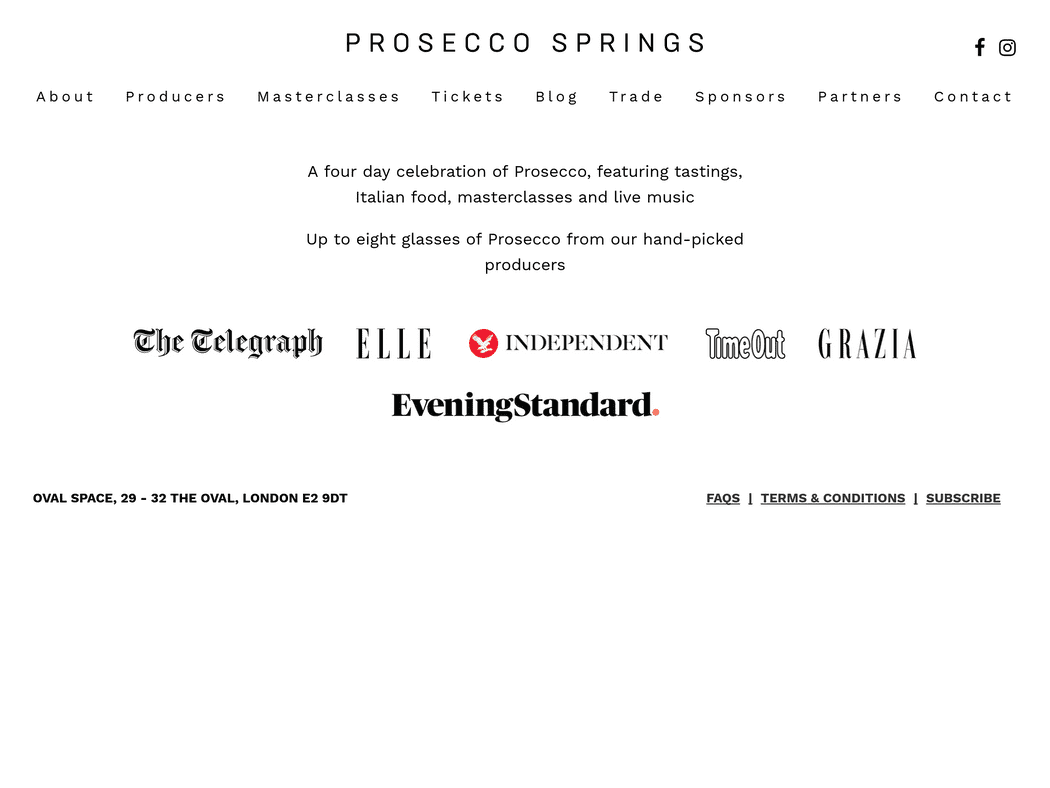 PROSECCO SPRINGS
About Producers Masterclasses Tickets Blog Trade Sponsors Partners Contact
A four day celebration of Prosecco, featuring tastings,
Italian food, masterclasses and live music
Up to eight glasses of Prosecco from our hand-picked
producers
The Telegraph ELLE INDEPENDENT TimeOut GRAZIA
EveningStandard.
OVAL SPACE, 29 - 32 THE OVAL, LONDON E2 9DT
FAQS | TERMS & CONDITIONS | SUBSCRIBE